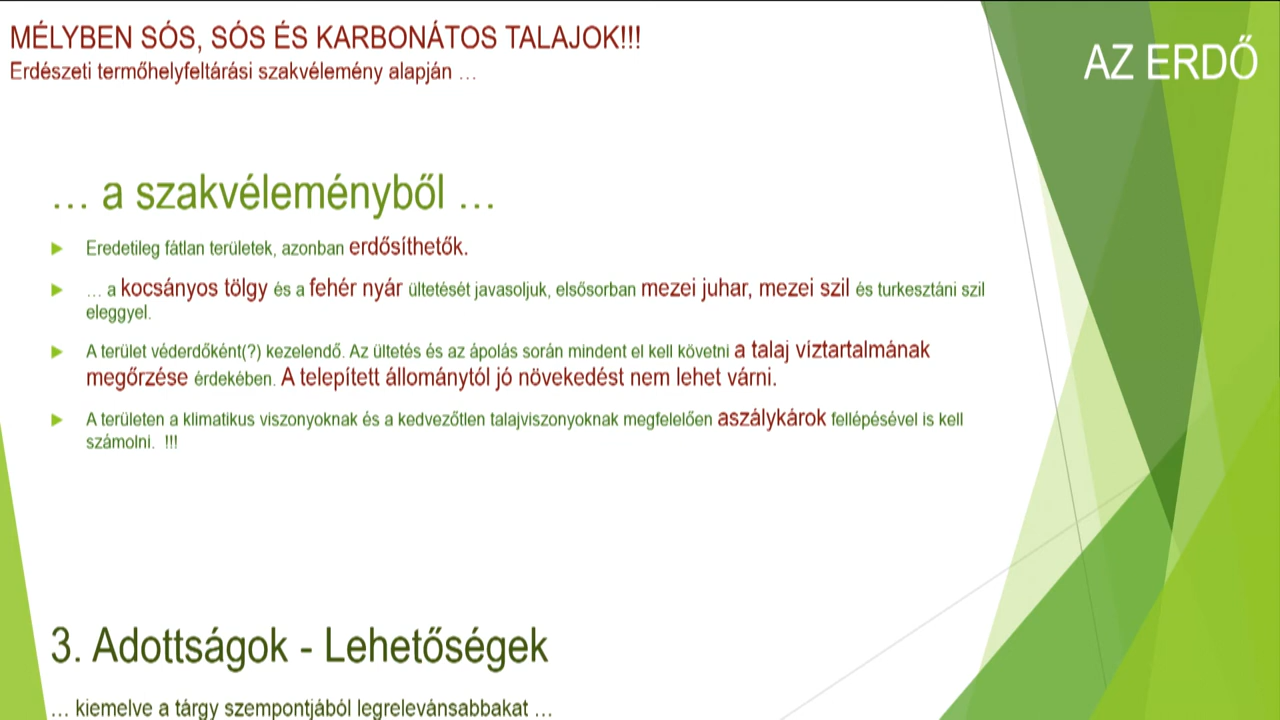 MÉLYBEN SÓS, SÓS ÉS KARBONÁTOS TALAJOK!!!
Erdészeti termőhelyfeltárási szakvélemény alapján …
AZ ERDŐ
… a szakvéleményből …
Eredetileg fátlan területek, azonban erdősíthetők.
… a kocsányos tölgy és a fehér nyár ültetését javasoljuk, elsősorban mezei juhar, mezei szil és turkesztáni szil
eleggyel.
A terület véderdőként(?) kezelendő. Az ültetés és az ápolás során mindent el kell követni a talaj víztartalmának
megőrzése érdekében. A telepített állománytól jó növekedést nem lehet várni.
A területen a klimatikus viszonyoknak és a kedvezőtlen talajviszonyoknak megfelelően aszálykárok fellépésével is kell
számolni. !!!
3. Adottságok - Lehetőségek
… kiemelve a tárgy szempontjából legrelevánsabbakat …